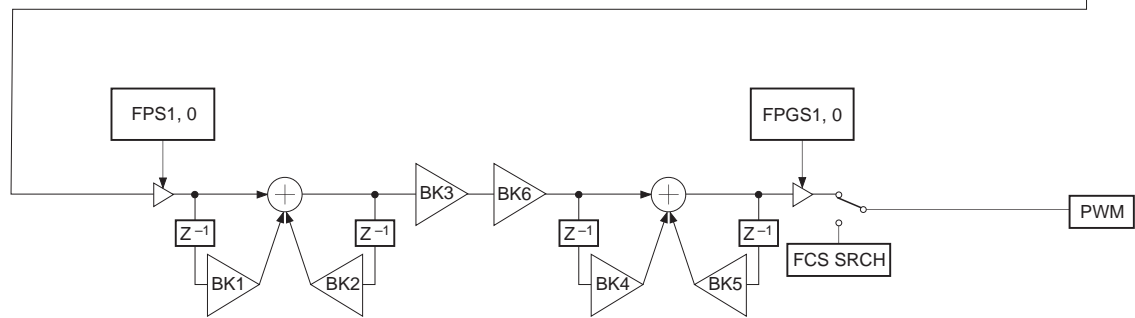 FPS1, 0
FPGS1, 0
BK3
BK6
PWM
Z⁻¹
Z⁻¹
Z⁻¹
Z⁻¹
FCS SRCH
BK1
BK2
BK4
BK5